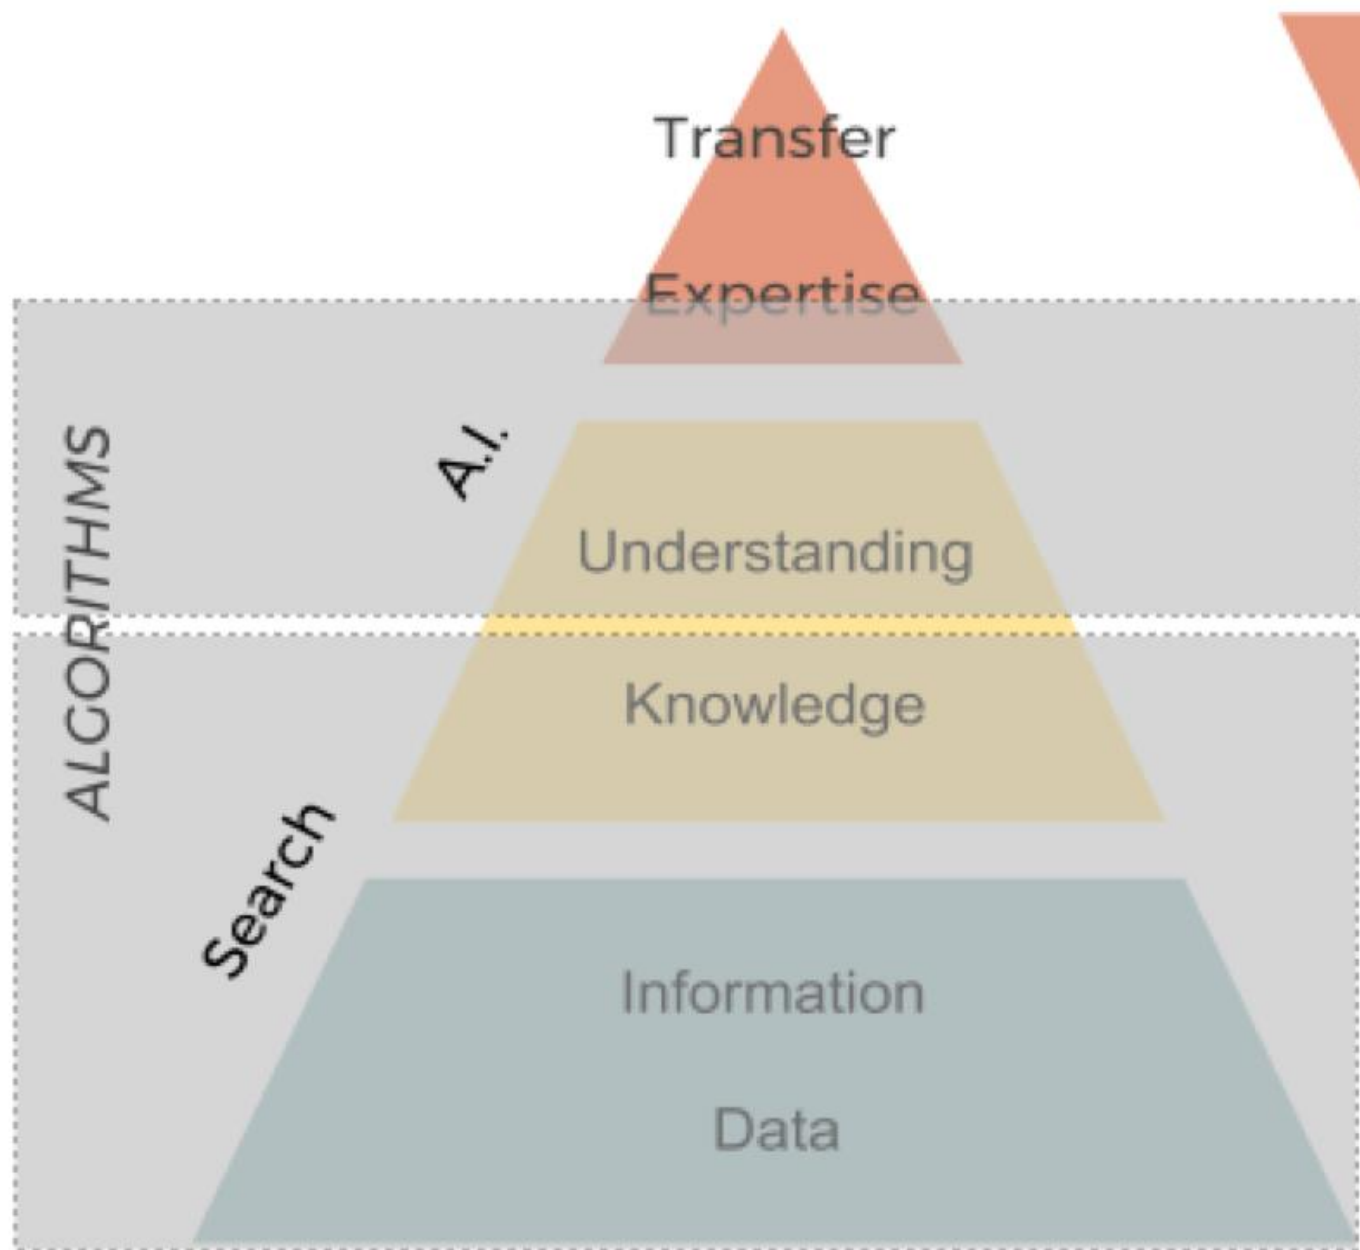 Transfer
Expertise
A.I.
ALGORITHMS
Understanding
Knowledge
Search
Information
Data